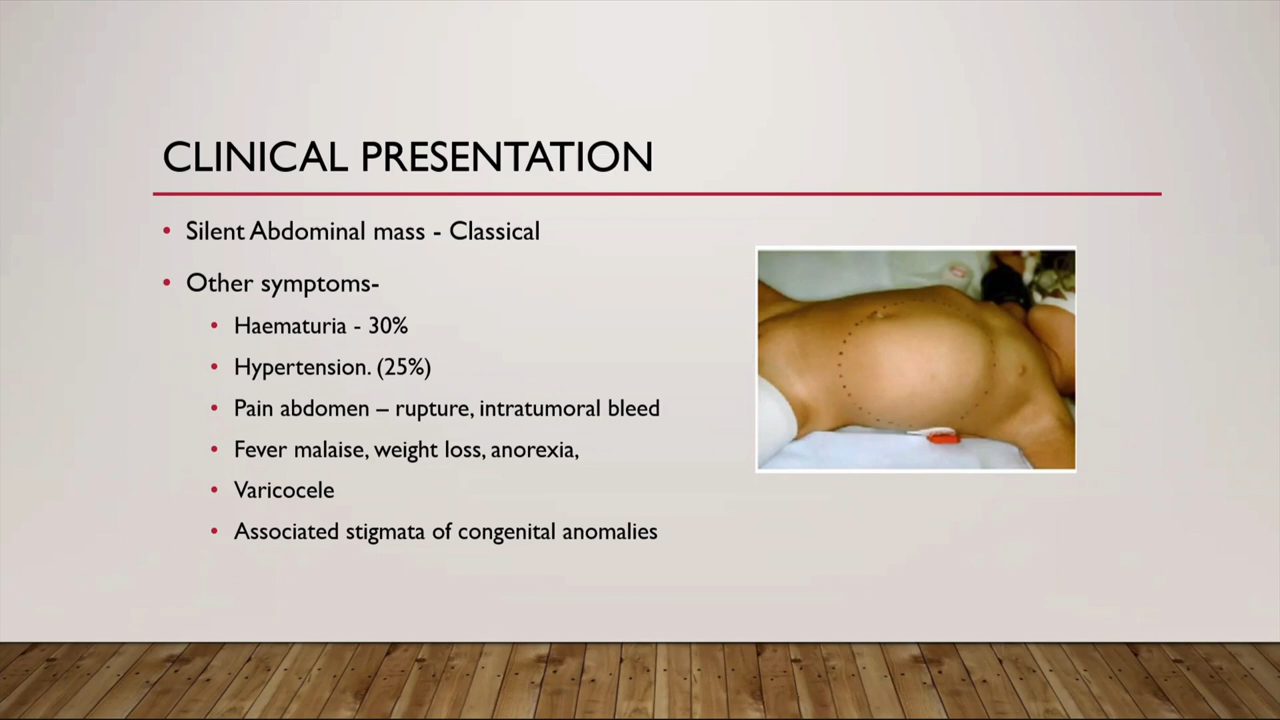 CLINICAL PRESENTATION
• Silent Abdominal mass - Classical
• Other symptoms-
• Haematuria - 30%
• Hypertension. (25%)
• Pain abdomen – rupture, intratumoral bleed
• Fever malaise, weight loss, anorexia,
• Varicocele
• Associated stigmata of congenital anomalies